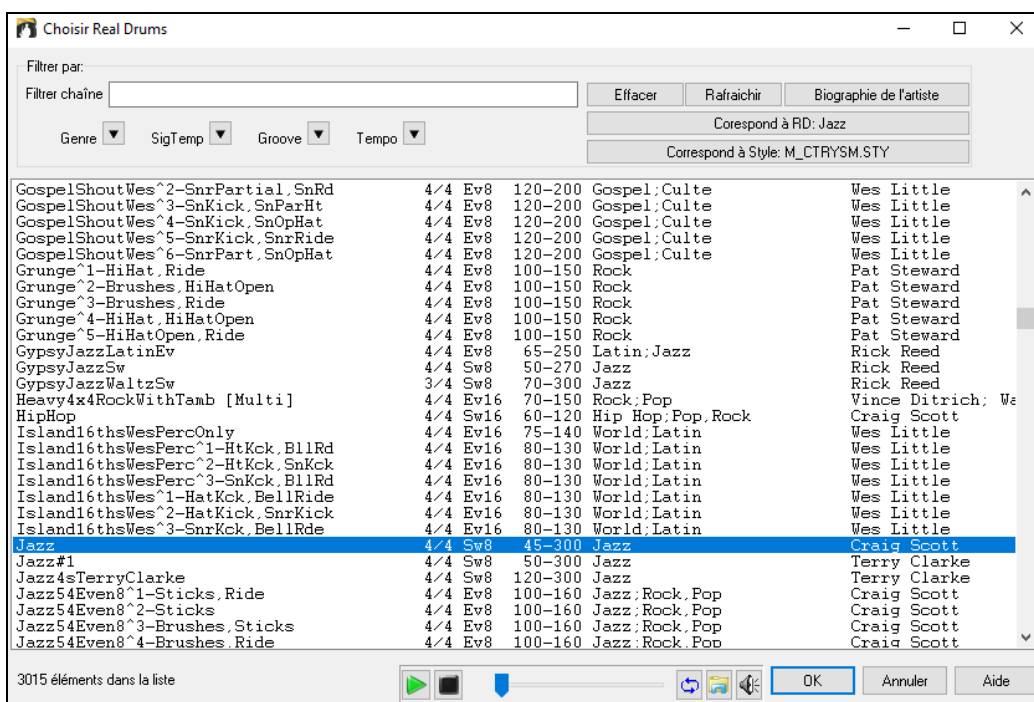 Choisir Real Drums
Filtrer par:
Filtrer chaîne
Effacer Rafraichir Biographie de l'artiste
Corespond à RD: Jazz
Genre SigTemp Groove Tempo
Correspond à Style: M_CTRYSM.STY
GospelShoutWes^2-SnrPartial,SnRd 4/4 Ev8 120-200 Gospel;Culte Wes Little
GospelShoutWes^3-SnKick,SnParHt 4/4 Ev8 120-200 Gospel;Culte Wes Little
GospelShoutWes^4-SnKick,SnOpHat 4/4 Ev8 120-200 Gospel;Culte Wes Little
GospelShoutWes^5-SnrKick,SnrRide 4/4 Ev8 120-200 Gospel;Culte Wes Little
GospelShoutWes^6-SnrPart,SnOpHat 4/4 Ev8 120-200 Gospel;Culte Wes Little
Grunge^1-HiHat,Ride 4/4 Ev8 100-150 Rock Pat Steward
Grunge^2-Brushes,HiHatOpen 4/4 Ev8 100-150 Rock Pat Steward
Grunge^3-Brushes,Ride 4/4 Ev8 100-150 Rock Pat Steward
Grunge^4-HiHat,HiHatOpen 4/4 Ev8 100-150 Rock Pat Steward
Grunge^5-HiHatOpen,Ride 4/4 Ev8 100-150 Rock Pat Steward
GypsyJazzLatinEv 4/4 Ev8 65-250 Latin;Jazz Rick Reed
GypsyJazzSw 4/4 Sw8 50-270 Jazz Rick Reed
GypsyJazzWaltzSw 3/4 Sw8 70-300 Jazz Rick Reed
Heavy4x4RockWithTamb [Multi] 4/4 Ev16 70-150 Rock;Pop Vince Ditrich; Wa
HipHop 4/4 Sw16 60-120 Hip Hop;Pop,Rock Craig Scott
Island16thsWesPercOnly 4/4 Ev16 75-140 World;Latin Wes Little
Island16thsWesPerc^1-HtKck,BllRd 4/4 Ev16 80-130 World;Latin Wes Little
Island16thsWesPerc^2-HtKck,SnKck 4/4 Ev16 80-130 World;Latin Wes Little
Island16thsWesPerc^3-SnKck,BllRd 4/4 Ev16 80-130 World;Latin Wes Little
Island16thsWes^1-HatKck,BellRide 4/4 Ev16 80-130 World;Latin Wes Little
Island16thsWes^2-HatKick,SnrKick 4/4 Ev16 80-130 World;Latin Wes Little
Island16thsWes^3-SnrKck,BellRde 4/4 Ev16 80-130 World;Latin Wes Little
Jazz 4/4 Sw8 45-300 Jazz Craig Scott
Jazz#1 4/4 Sw8 50-300 Jazz Terry Clarke
Jazz4sTerryClarke 4/4 Sw8 120-300 Jazz Terry Clarke
Jazz54Even8^1-Sticks,Ride 4/4 Ev8 100-160 Jazz;Rock,Pop Craig Scott
Jazz54Even8^2-Sticks 4/4 Ev8 100-160 Jazz;Rock,Pop Craig Scott
Jazz54Even8^3-Brushes,Sticks 4/4 Ev8 100-160 Jazz;Rock,Pop Craig Scott
Jazz54Even8^4-Brushes,Ride 4/4 Ev8 100-160 Jazz;Rock,Pop Craig Scott
3015 éléments dans la liste OK Annuler Aide